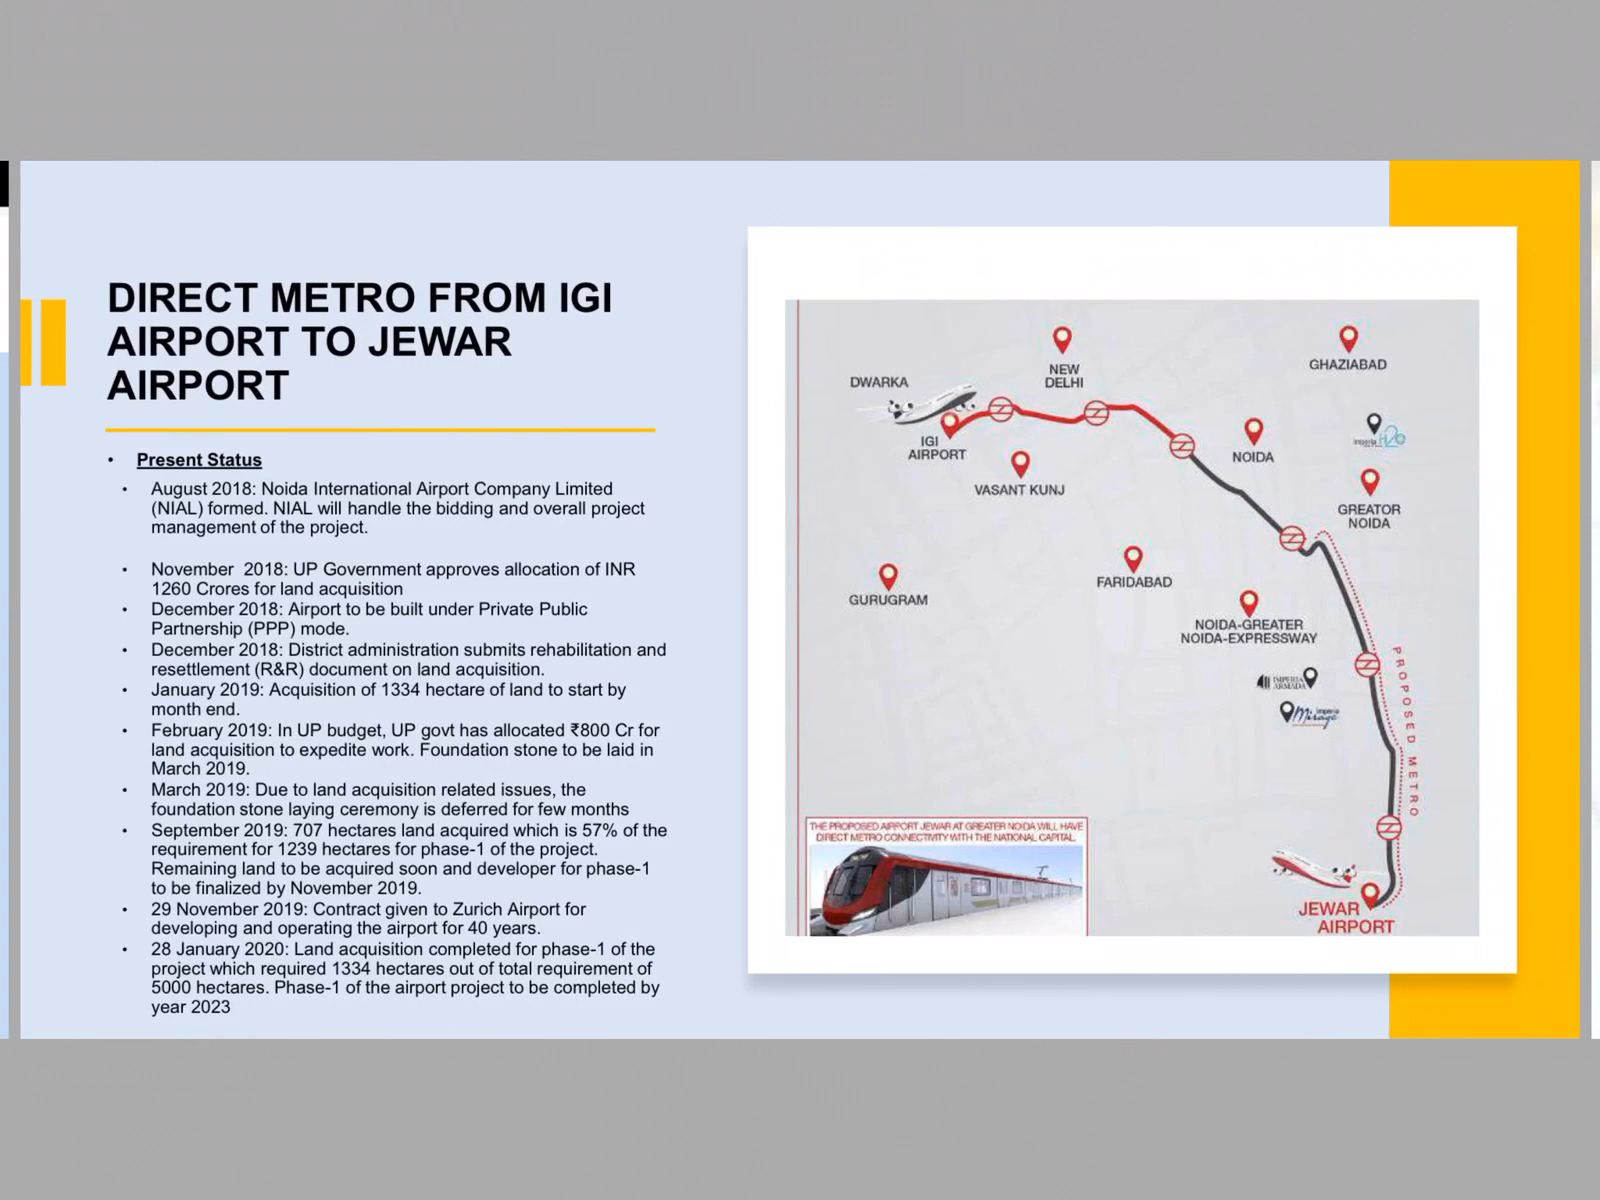 DIRECT METRO FROM IGI
AIRPORT TO JEWAR
AIRPORT
• Present Status
• August 2018: Noida International Airport Company Limited
(NIAL) formed. NIAL will handle the bidding and overall project
management of the project.
• November  2018: UP Government approves allocation of INR
1260 Crores for land acquisition
• December 2018: Airport to be built under Private Public
Partnership (PPP) mode.
• December 2018: District administration submits rehabilitation and
resettlement (R&R) document on land acquisition.
• January 2019: Acquisition of 1334 hectare of land to start by
month end.
• February 2019: In UP budget, UP govt has allocated ₹800 Cr for
land acquisition to expedite work. Foundation stone to be laid in
March 2019.
• March 2019: Due to land acquisition related issues, the
foundation stone laying ceremony is deferred for few months
• September 2019: 707 hectares land acquired which is 57% of the
requirement for 1239 hectares for phase-1 of the project.
Remaining land to be acquired soon and developer for phase-1
to be finalized by November 2019.
• 29 November 2019: Contract given to Zurich Airport for
developing and operating the airport for 40 years.
• 28 January 2020: Land acquisition completed for phase-1 of the
project which required 1334 hectares out of total requirement of
5000 hectares. Phase-1 of the airport project to be completed by
year 2023
NEW
DELHI
GHAZIABAD
DWARKA
IGI
AIRPORT
NOIDA
imperia H2O
VASANT KUNJ
GREATOR
NOIDA
FARIDABAD
GURUGRAM
NOIDA-GREATER
NOIDA-EXPRESSWAY
IMPERIA
ARMADA
imperia
Mirage
PROPOSED METRO
THE PROPOSED AIRPORT JEWAR AT GREATER NOIDA WILL HAVE
DIRECT METRO CONNECTIVITY WITH THE NATIONAL CAPITAL
JEWAR
AIRPORT